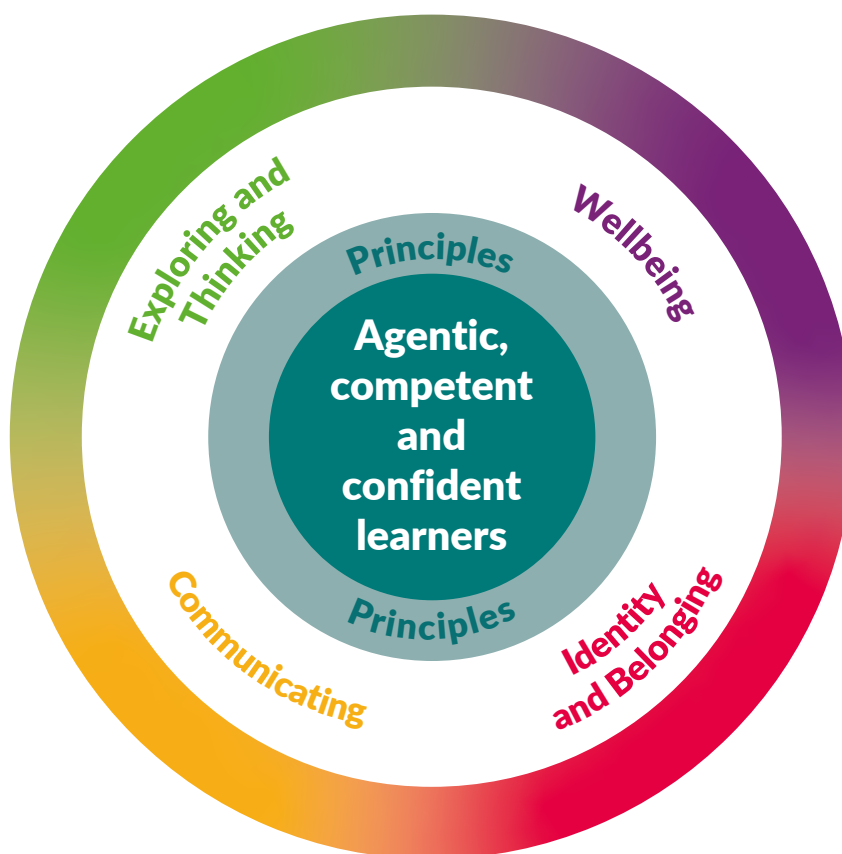 Exploring and
Thinking
Wellbeing
Principles
Agentic,
competent
and
confident
learners
Principles
Communicating
Identity
and Belonging